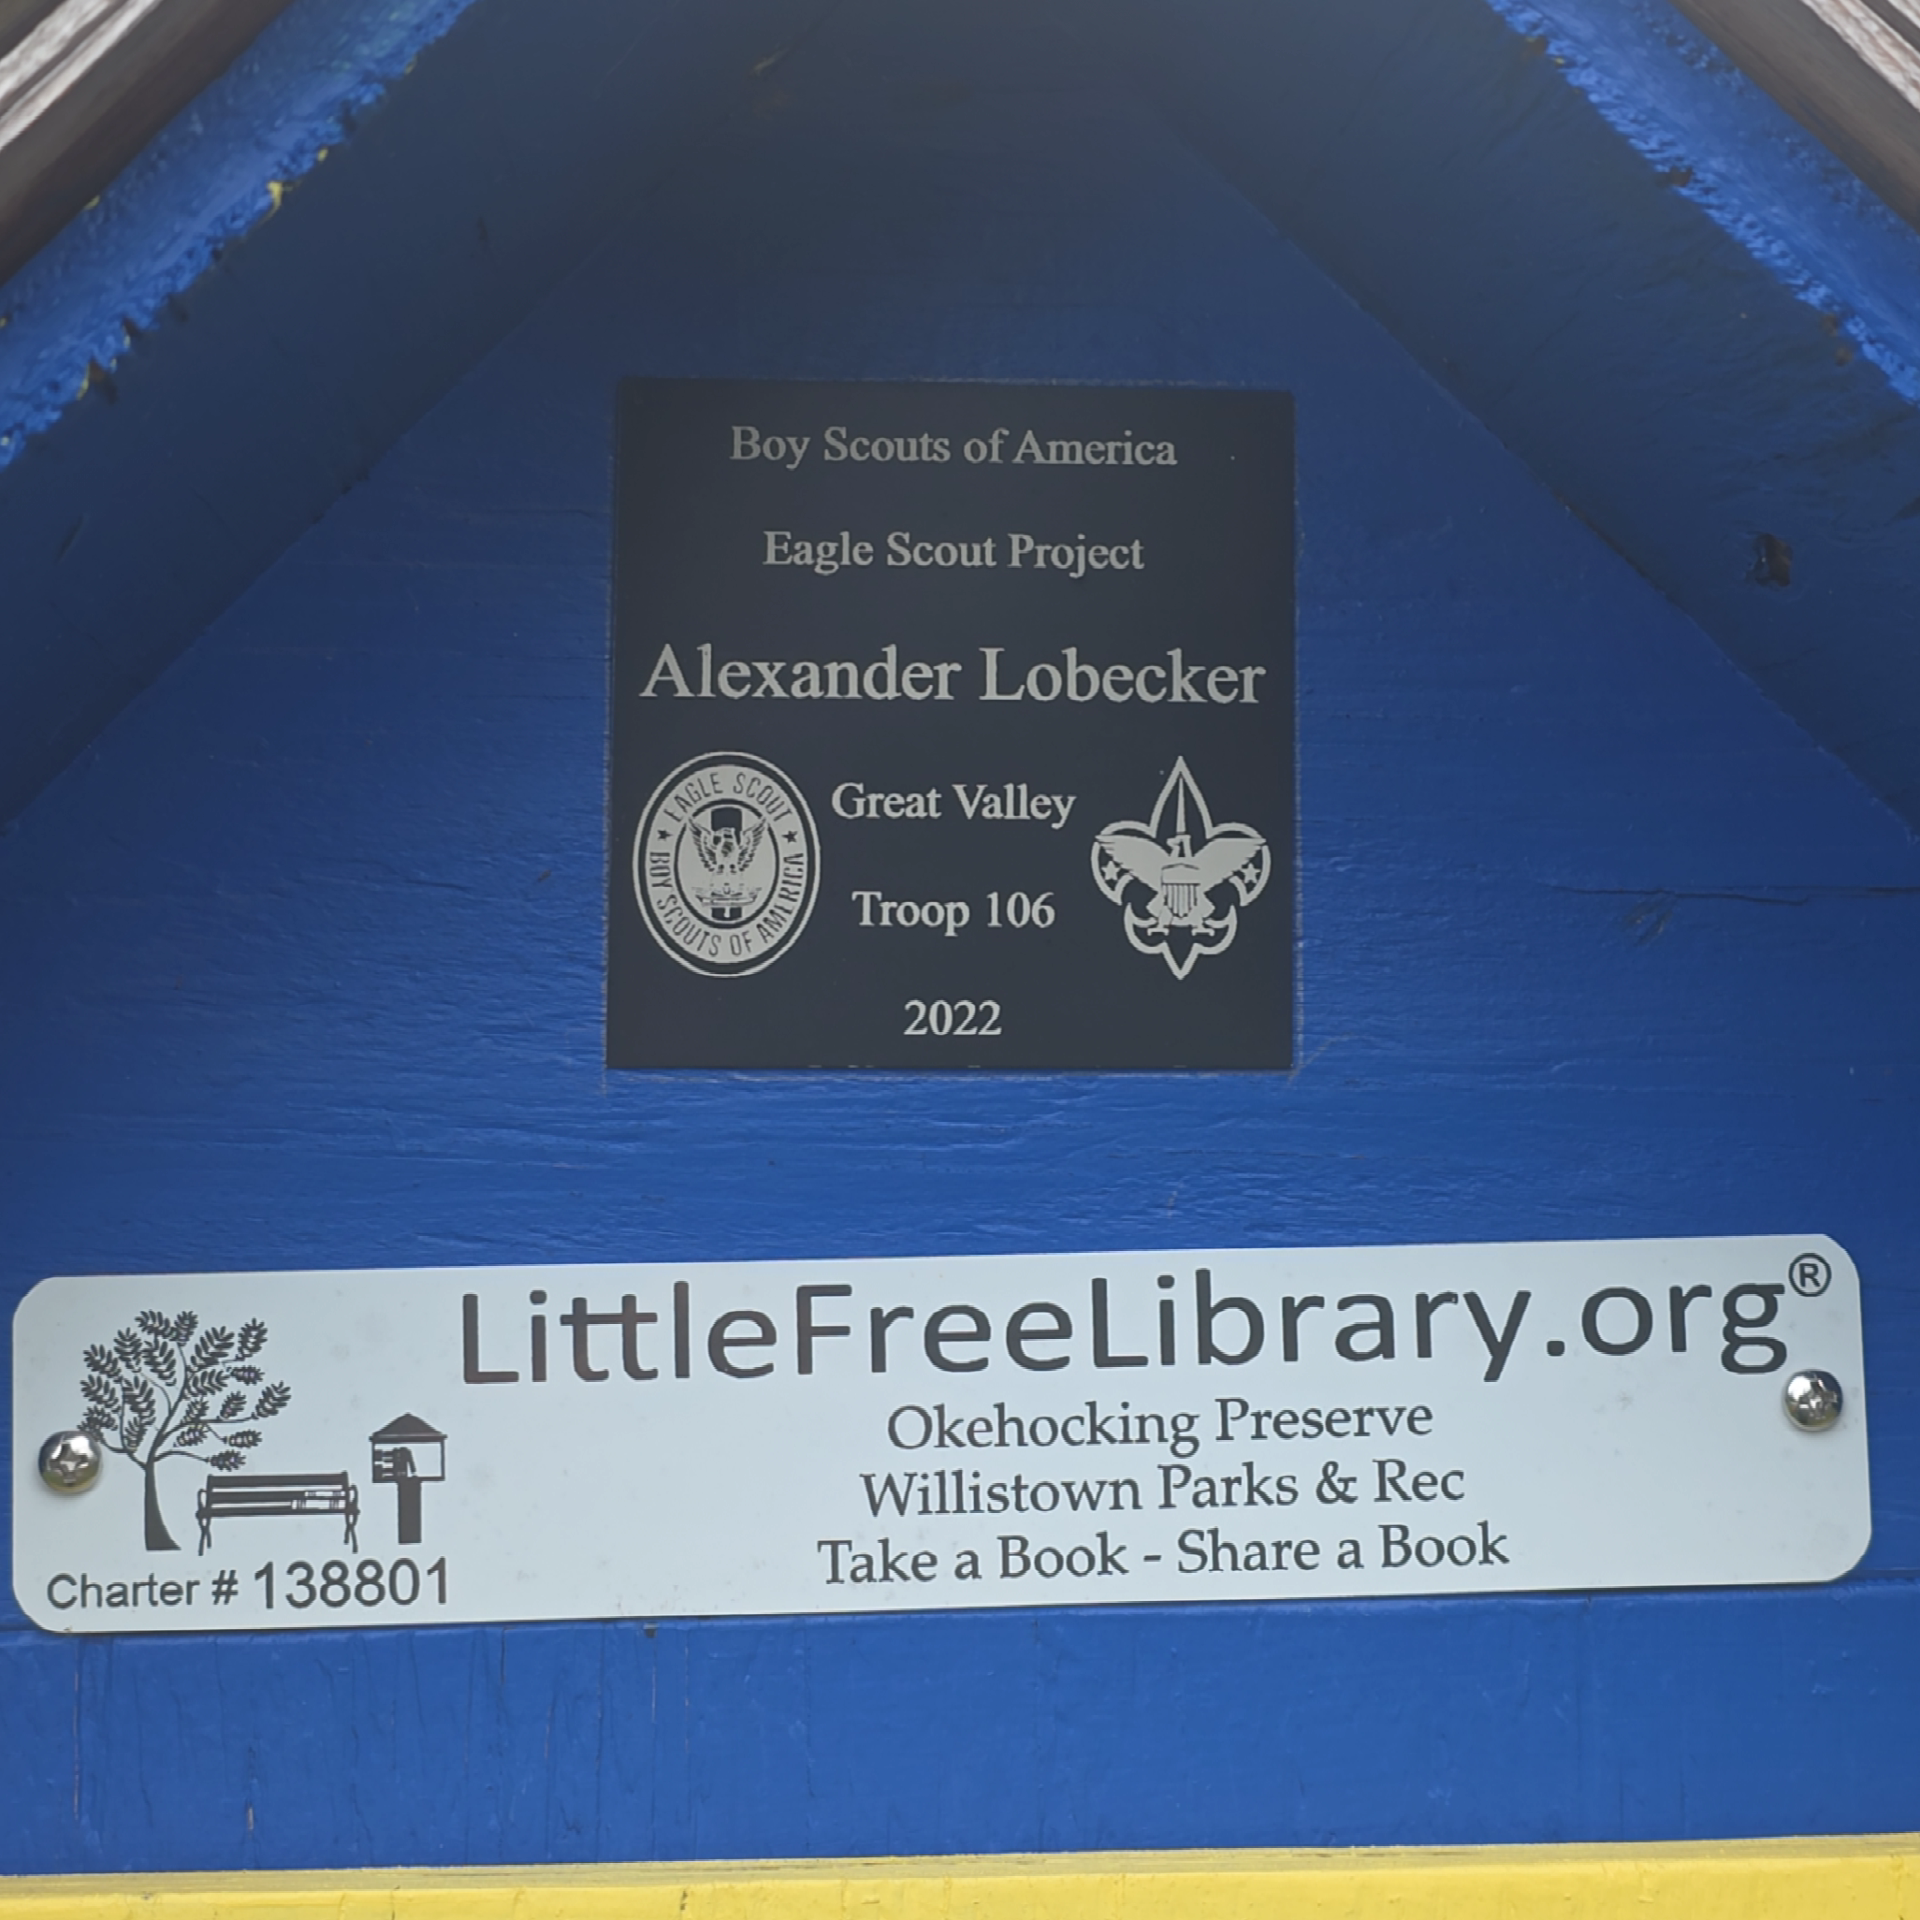 Boy Scouts of America
Eagle Scout Project
Alexander Lobecker
EAGLE SCOUT
BOY SCOUTS OF AMERICA
Great Valley
Troop 106
2022
LittleFreeLibrary.org®
Okehocking Preserve
Willistown Parks & Rec
Take a Book - Share a Book
Charter # 138801